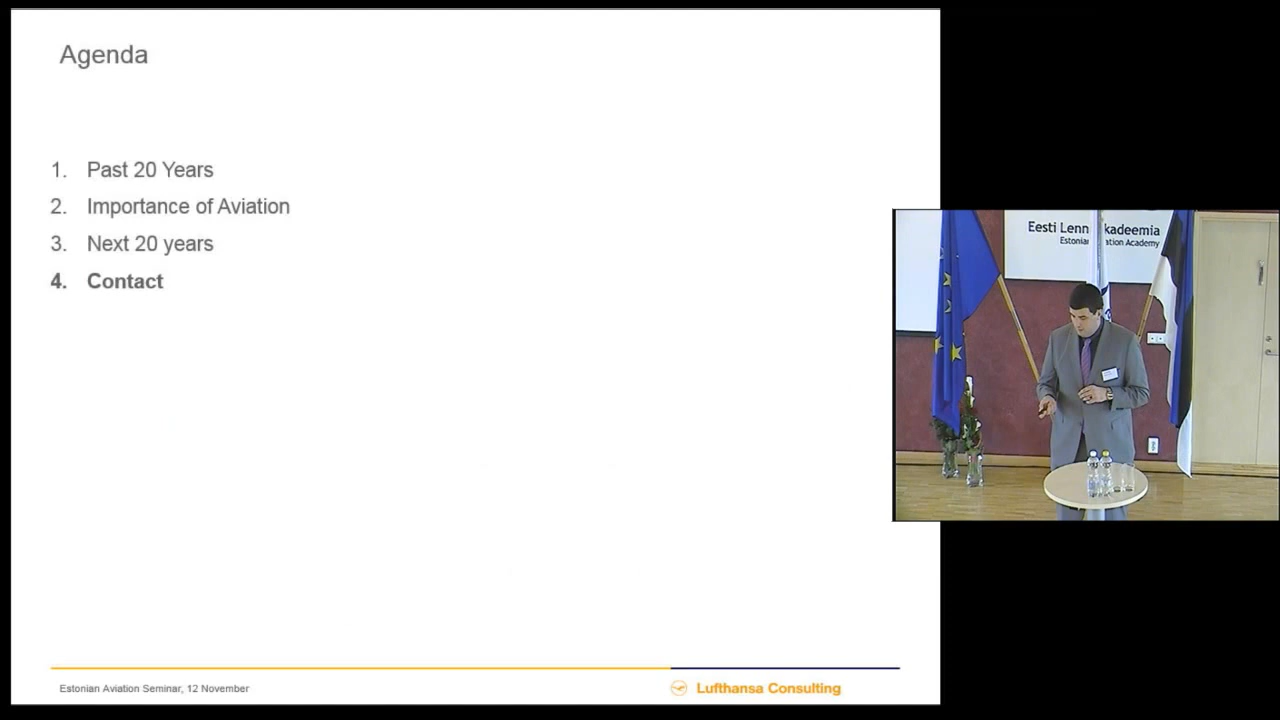 Agenda
1. Past 20 Years
2. Importance of Aviation
3. Next 20 years
4. Contact
Estonian Aviation Seminar, 12 November
Lufthansa Consulting
Eesti Lenn kadeemia
Estonia ation Academy